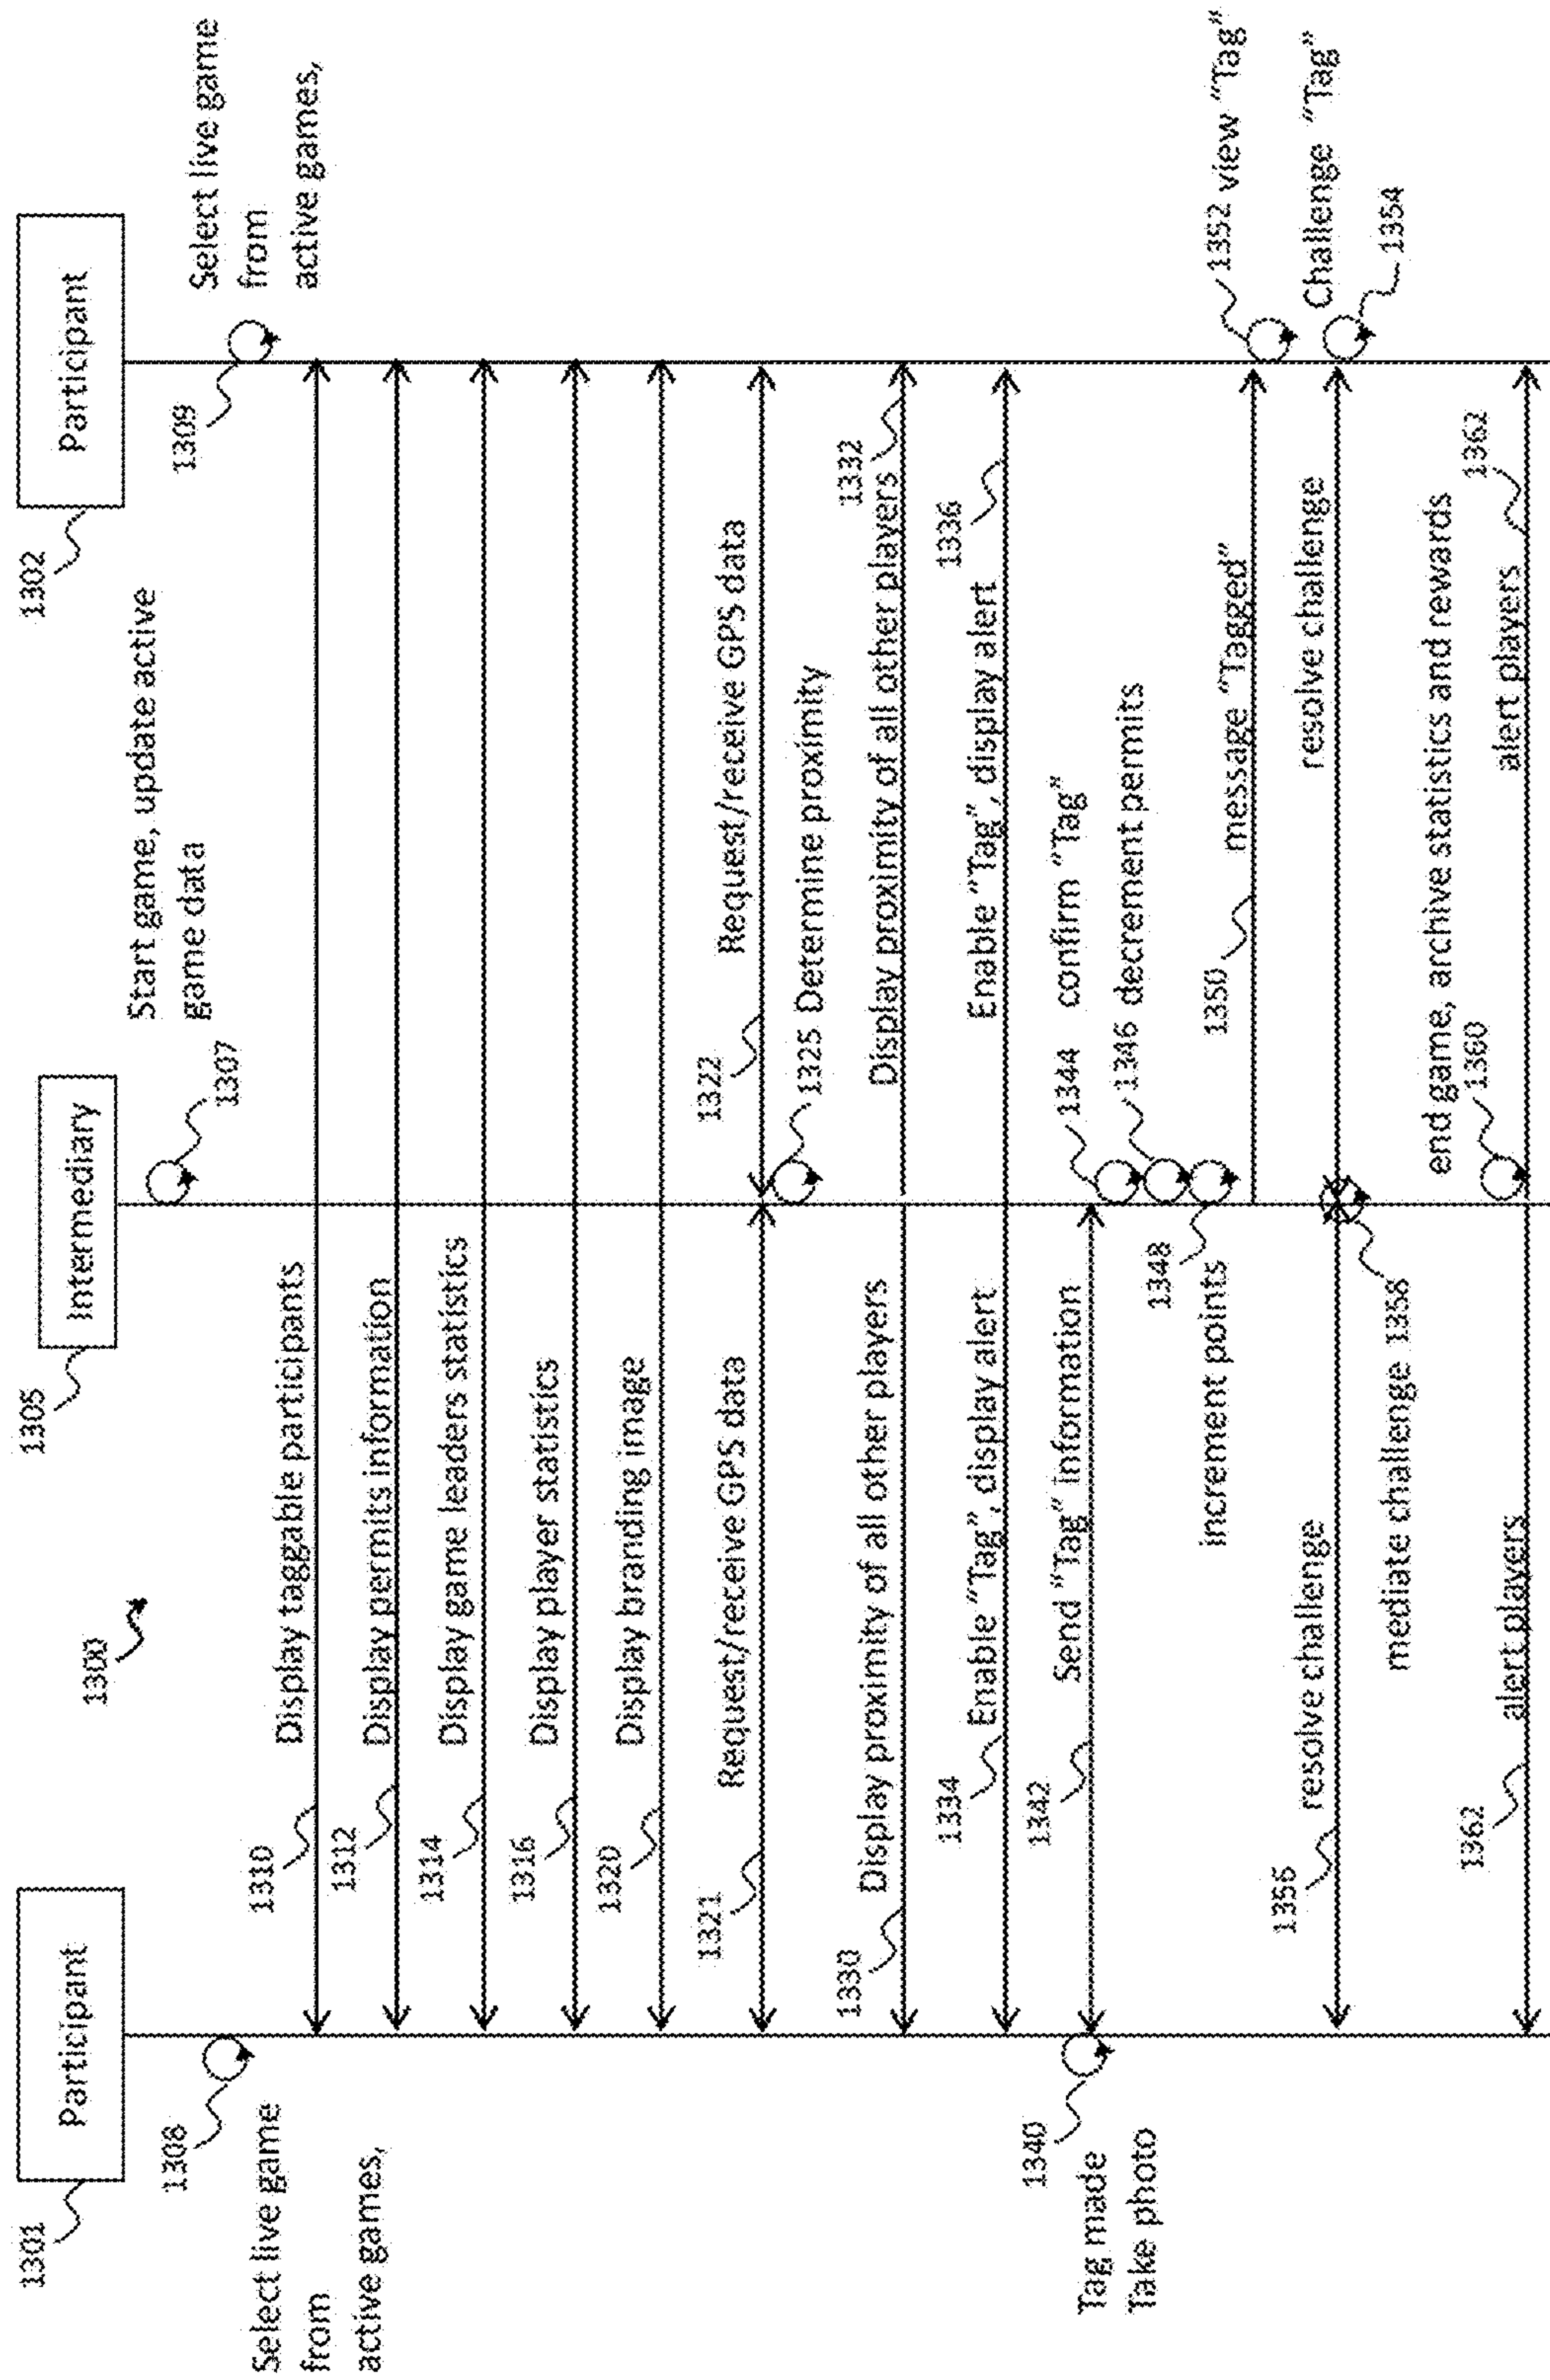 1300
1301
Participant
1305
Intermediary
1302
Participant
Start game, update active
game data
1307
1308
Select live game
from
active games,
1309
Select live game
from
active games,
1310
Display taggable participants
1312
Display permits information
1314
Display game leaders statistics
1316
Display player statistics
1320
Display branding image
1321
Request/receive GPS data
1322
Request/receive GPS data
1325 Determine proximity
1330
Display proximity of all other players
Display proximity of all other players
1332
1334
Enable "Tag", display alert
Enable "Tag", display alert
1336
1340
Tag made
Take photo
1342
Send "Tag" information
1344 confirm "Tag"
1346 decrement permits
1348
increment points
1350
message "Tagged"
1352 view "Tag"
Challenge "Tag"
1354
1356
resolve challenge
resolve challenge
mediate challenge 1358
end game, archive statistics and rewards
1360
1362
alert players
alert players
1362